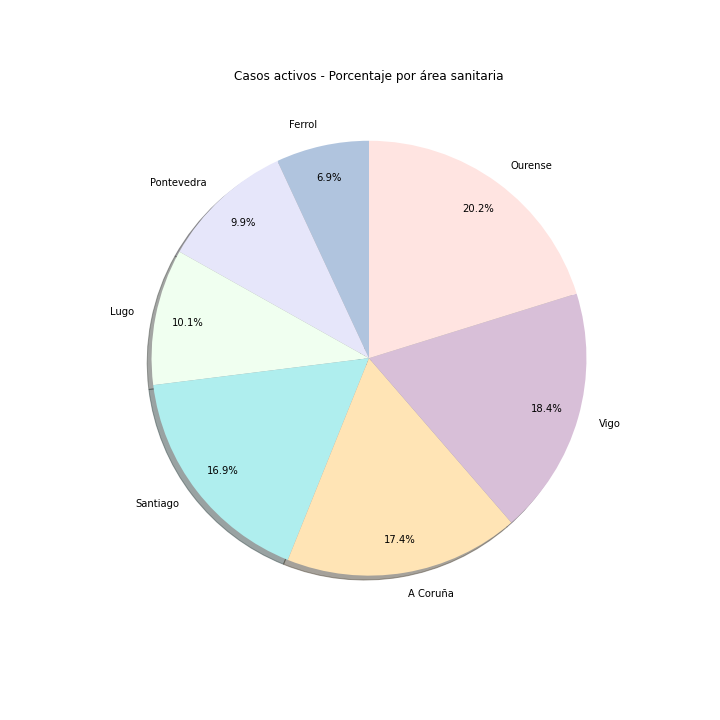 Casos activos - Porcentaje por área sanitaria
Ferrol
6.9%
Ourense
20.2%
Pontevedra
9.9%
Lugo
10.1%
Vigo
18.4%
Santiago
16.9%
A Coruña
17.4%